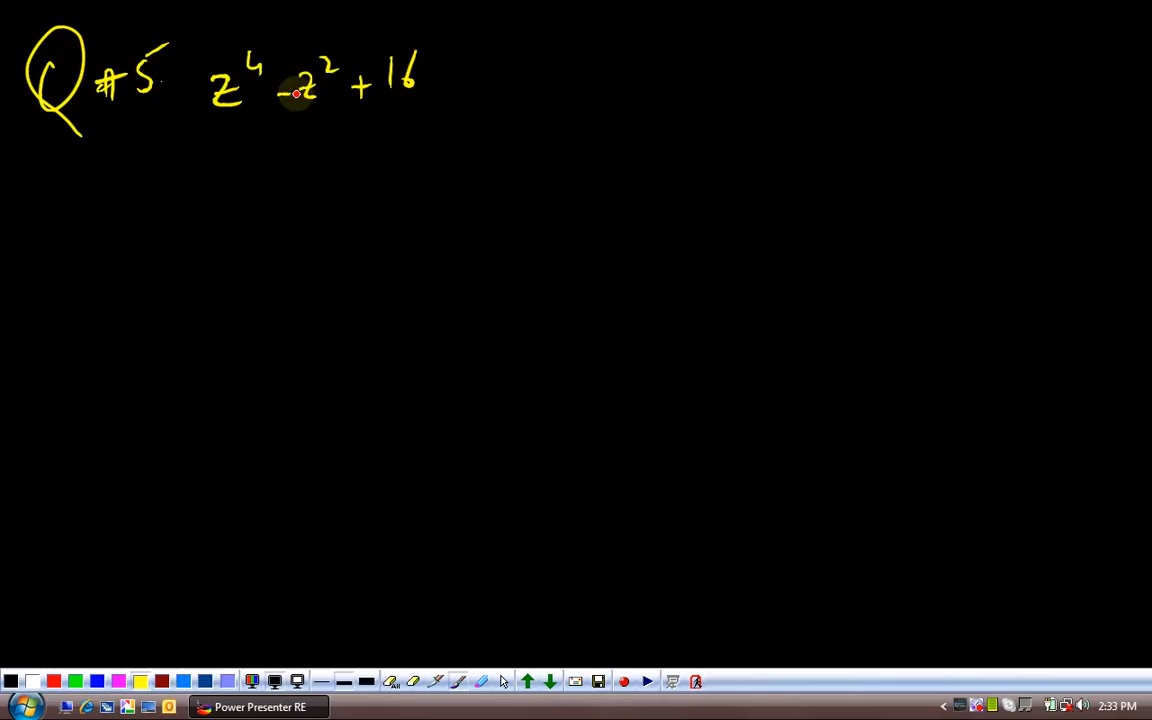 Q # 5 z⁴ - z² + 16
Power Presenter RE
2:33 PM